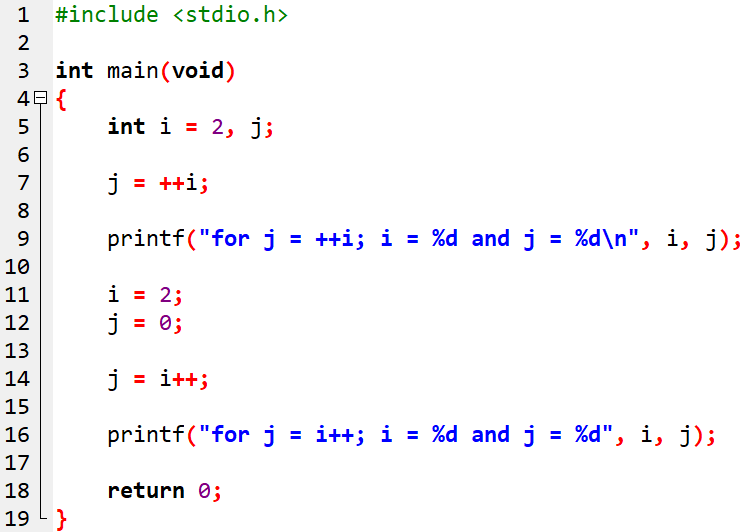 1 #include <stdio.h>
2
3 int main(void)
4 {
5     int i = 2, j;
6
7     j = ++i;
8
9     printf("for j = ++i; i = %d and j = %d\n", i, j);
10
11     i = 2;
12     j = 0;
13
14     j = i++;
15
16     printf("for j = i++; i = %d and j = %d", i, j);
17
18     return 0;
19 }